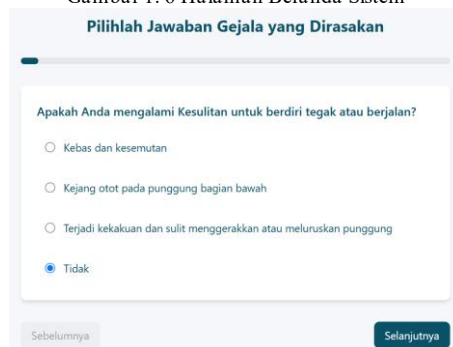 Pilihlah Jawaban Gejala yang Dirasakan
Apakah Anda mengalami Kesulitan untuk berdiri tegak atau berjalan?
Kebas dan kesemutan
Kejang otot pada punggung bagian bawah
Terjadi kekakuan dan sulit menggerakkan atau meluruskan punggung
Tidak
Sebelumnya
Selanjutnya